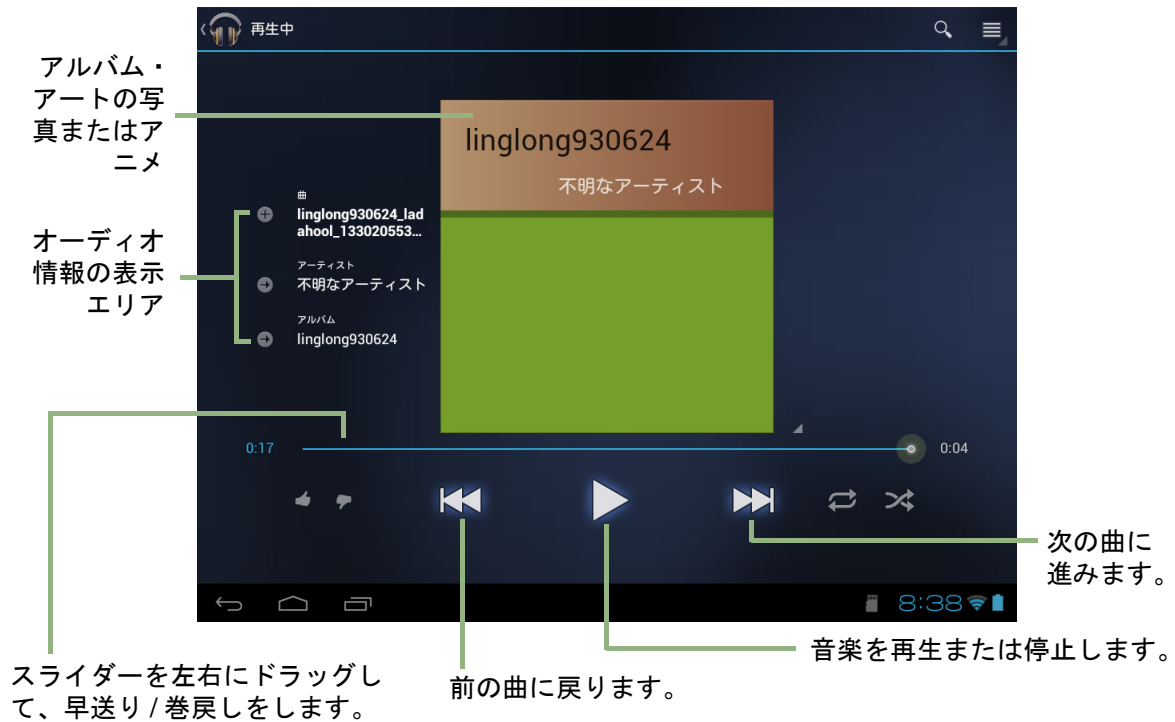 再生中
アルバム・
アートの写
真またはア
ニメ
linglong930624
不明なアーティスト
曲
linglong930624_lad
ahool_133020553...
アーティスト
不明なアーティスト
アルバム
linglong930624
オーディオ
情報の表示
エリア
0:17
0:04
次の曲に
進みます。
8:38
音楽を再生または停止します。
前の曲に戻ります。
スライダーを左右にドラッグし
て、早送り / 巻戻しをします。